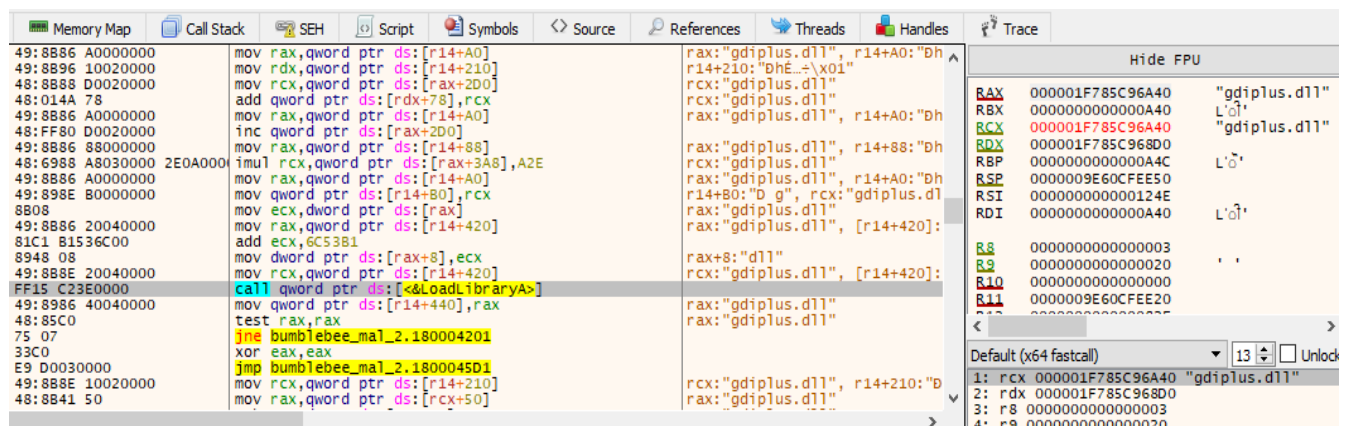 Memory Map Call Stack SEH Script Symbols Source References Threads Handles Trace
49:8B86 A0000000 mov rax,qword ptr ds:[r14+A0] rax:"gdiplus.dll", r14+A0:"Ðh
49:8B96 10020000 mov rdx,qword ptr ds:[r14+210] r14+210:"ÐhÉ…÷\x01"
48:8B88 D0020000 mov rcx,qword ptr ds:[rax+2D0] rcx:"gdiplus.dll"
48:014A 78 add qword ptr ds:[rdx+78],rcx rcx:"gdiplus.dll"
49:8B86 A0000000 mov rax,qword ptr ds:[r14+A0] rax:"gdiplus.dll", r14+A0:"Ðh
48:FF80 D0020000 inc qword ptr ds:[rax+2D0]
49:8B86 88000000 mov rax,qword ptr ds:[r14+88] rax:"gdiplus.dll", r14+88:"Ðh
48:6988 A8030000 2E0A000 imul rcx,qword ptr ds:[rax+3A8],A2E
49:8B86 A0000000 mov rax,qword ptr ds:[r14+A0] rax:"gdiplus.dll", r14+A0:"Ðh
49:898E B0000000 mov qword ptr ds:[r14+B0],rcx r14+B0:"D g", rcx:"gdiplus.dl
8B08 mov ecx,dword ptr ds:[rax] rax:"gdiplus.dll"
49:8B86 20040000 mov rax,qword ptr ds:[r14+420] rax:"gdiplus.dll", [r14+420]:
81C1 B1536C00 add ecx,6C53B1
8948 08 mov dword ptr ds:[rax+8],ecx rax+8:"dll"
49:8B8E 20040000 mov rcx,qword ptr ds:[r14+420] rcx:"gdiplus.dll", [r14+420]:
FF15 C23E0000 call qword ptr ds:[<&LoadLibraryA>]
49:8986 40040000 mov qword ptr ds:[r14+440],rax rax:"gdiplus.dll"
48:85C0 test rax,rax rax:"gdiplus.dll"
75 07 jne bumblebee_mal_2.180004201
33C0 xor eax,eax
E9 D0030000 jmp bumblebee_mal_2.1800045D1
49:8B8E 10020000 mov rcx,qword ptr ds:[r14+210] rcx:"gdiplus.dll", r14+210:"Ð
48:8B41 50 mov rax,qword ptr ds:[rcx+50] rax:"gdiplus.dll"
Hide FPU
RAX 000001F785C96A40 "gdiplus.dll"
RBX 0000000000000A40
RCX 000001F785C96A40 "gdiplus.dll"
RDX 000001F785C968D0
RBP 0000000000000A4C
RSP 0000009E60CFEE50
RSI 000000000000124E
RDI 0000000000000A40
R8 0000000000000003
R9 0000000000000020 ' '
R10 0000000000000000
R11 0000009E60CFEE20
Default (x64 fastcall) 13 Unlock
1: rcx 000001F785C96A40 "gdiplus.dll"
2: rdx 000001F785C968D0
3: r8 0000000000000003
4: r9 0000000000000020